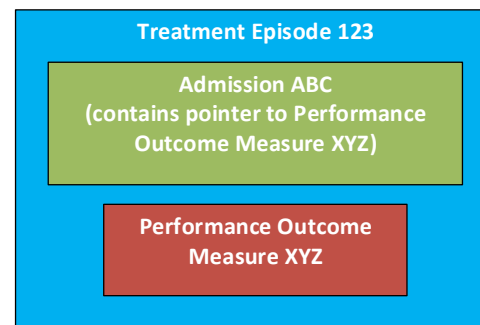 Treatment Episode 123
Admission ABC
(contains pointer to Performance
Outcome Measure XYZ)
Performance Outcome
Measure XYZ